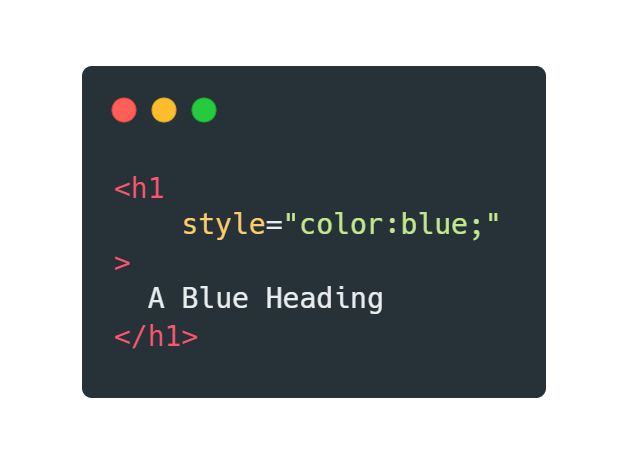 <h1
    style="color:blue;"
>
  A Blue Heading
</h1>